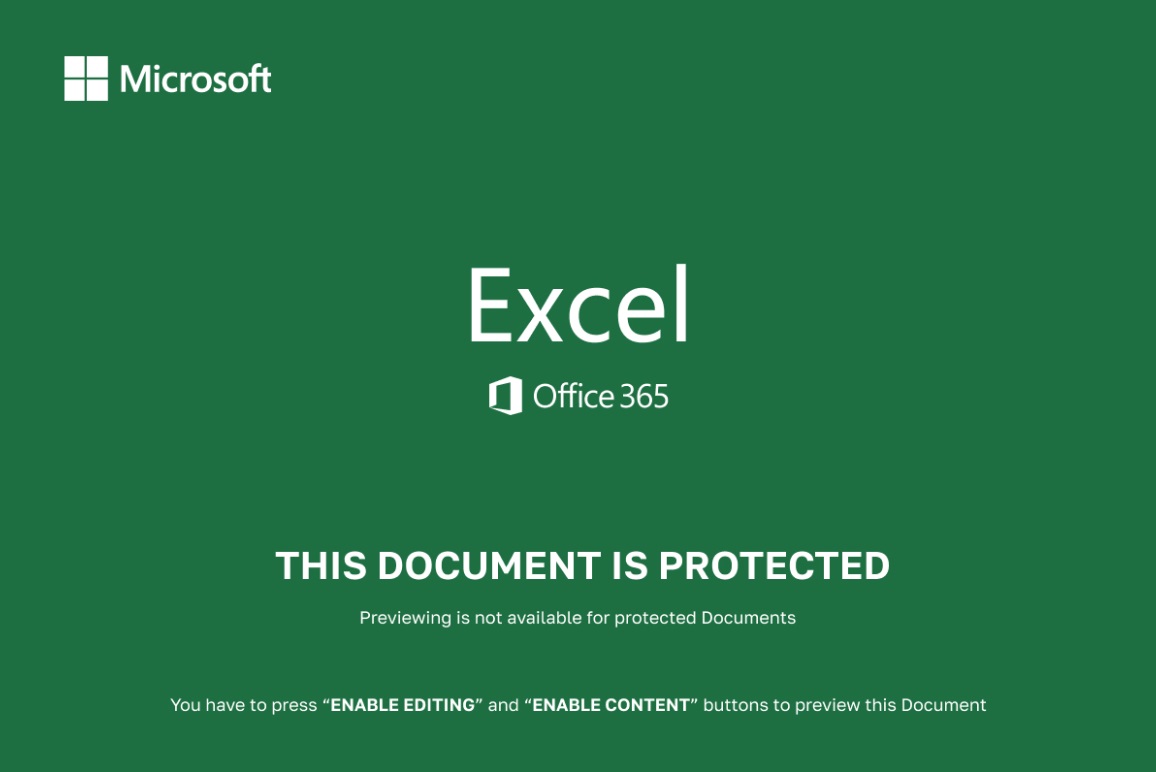 Microsoft
Excel
Office 365
THIS DOCUMENT IS PROTECTED
Previewing is not available for protected Documents
You have to press “ENABLE EDITING” and “ENABLE CONTENT” buttons to preview this Document